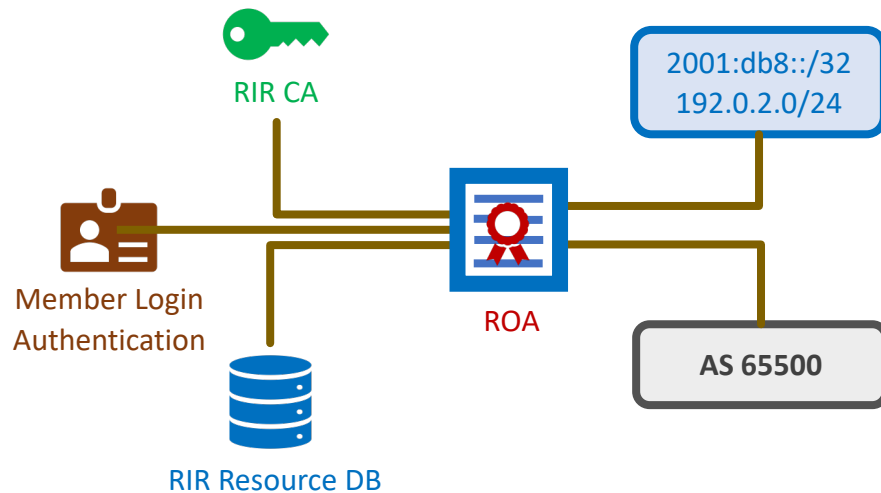 RIR CA
2001:db8::/32
192.0.2.0/24
Member Login
Authentication
ROA
AS 65500
RIR Resource DB